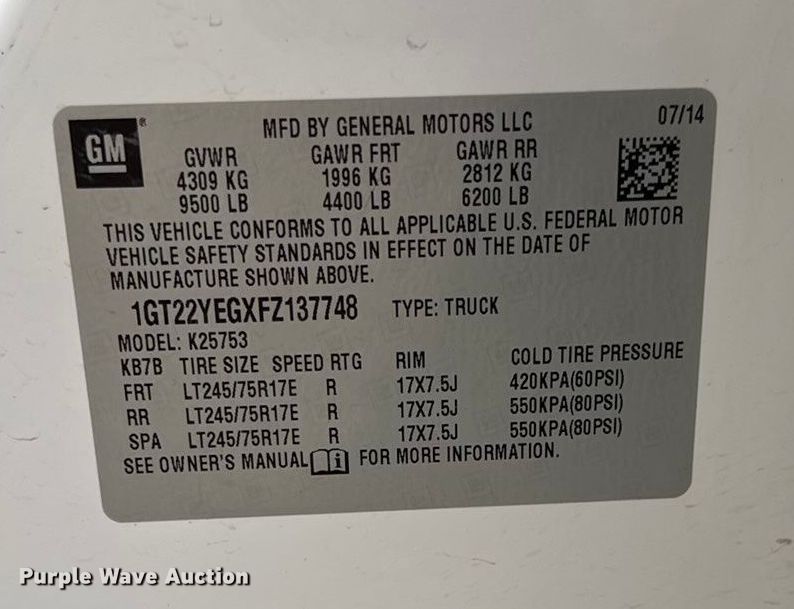 GM
MFD BY GENERAL MOTORS LLC 07/14
GVWR GAWR FRT GAWR RR
4309 KG 1996 KG 2812 KG
9500 LB 4400 LB 6200 LB
THIS VEHICLE CONFORMS TO ALL APPLICABLE U.S. FEDERAL MOTOR
VEHICLE SAFETY STANDARDS IN EFFECT ON THE DATE OF
MANUFACTURE SHOWN ABOVE.
1GT22YEGXFZ137748 TYPE: TRUCK
MODEL: K25753
KB7B TIRE SIZE SPEED RTG RIM COLD TIRE PRESSURE
FRT LT245/75R17E R 17X7.5J 420KPA(60PSI)
RR LT245/75R17E R 17X7.5J 550KPA(80PSI)
SPA LT245/75R17E R 17X7.5J 550KPA(80PSI)
SEE OWNER'S MANUAL i FOR MORE INFORMATION.
Purple Wave Auction